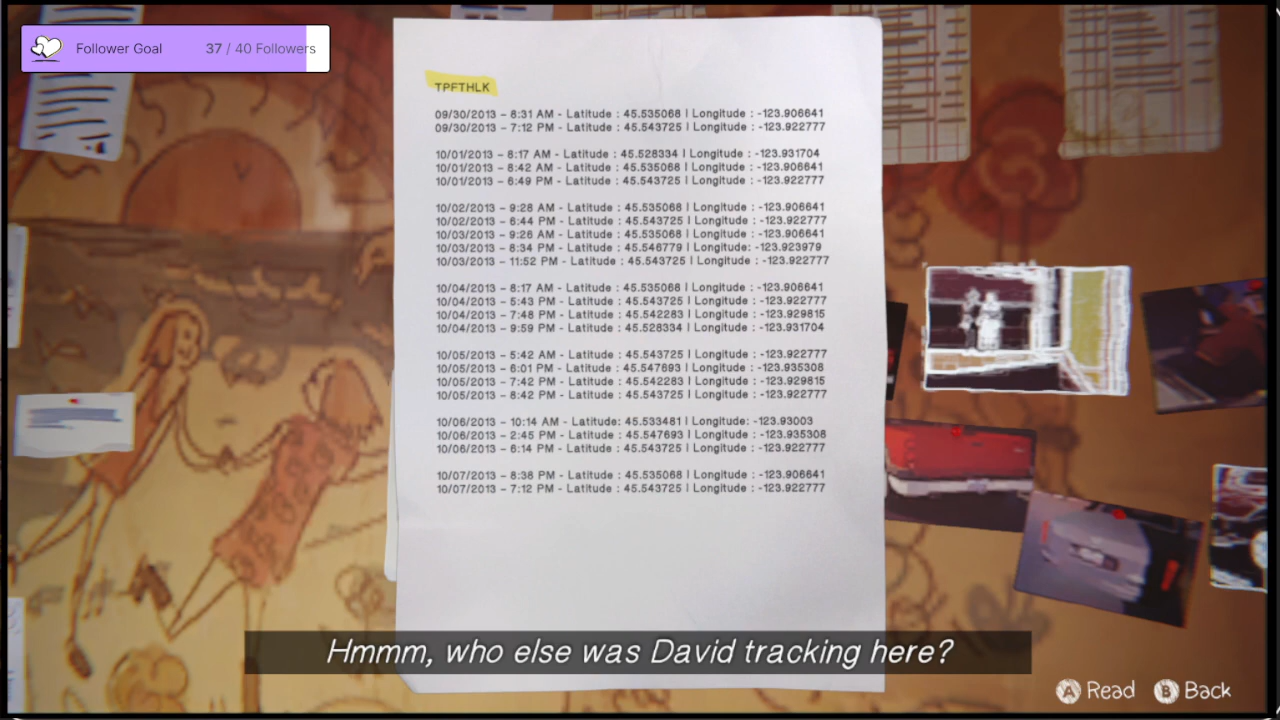 Follower Goal 37 / 40 Followers
TPFTHLK
09/30/2013 - 8:31 AM - Latitude : 45.535068 | Longitude : -123.906641
09/30/2013 - 7:12 PM - Latitude : 45.543725 | Longitude : -123.922777
10/01/2013 - 8:17 AM - Latitude : 45.528334 | Longitude : -123.931704
10/01/2013 - 8:42 AM - Latitude : 45.535068 | Longitude : -123.906641
10/01/2013 - 6:49 PM - Latitude : 45.543725 | Longitude : -123.922777
10/02/2013 - 9:28 AM - Latitude : 45.535068 | Longitude : -123.906641
10/02/2013 - 6:44 PM - Latitude : 45.543725 | Longitude : -123.922777
10/03/2013 - 9:26 AM - Latitude : 45.535068 | Longitude : -123.906641
10/03/2013 - 8:34 PM - Latitude : 45.546779 | Longitude: -123.923979
10/03/2013 - 11:52 PM - Latitude : 45.543725 | Longitude : -123.922777
10/04/2013 - 8:17 AM - Latitude : 45.535068 | Longitude : -123.906641
10/04/2013 - 5:43 PM - Latitude : 45.543725 | Longitude : -123.922777
10/04/2013 - 7:48 PM - Latitude : 45.542283 | Longitude : -123.929815
10/04/2013 - 9:59 PM - Latitude : 45.528334 | Longitude : -123.931704
10/05/2013 - 5:42 AM - Latitude : 45.543725 | Longitude : -123.922777
10/05/2013 - 6:01 PM - Latitude : 45.547693 | Longitude : -123.935308
10/05/2013 - 7:42 PM - Latitude : 45.542283 | Longitude : -123.929815
10/05/2013 - 8:42 PM - Latitude : 45.543725 | Longitude : -123.922777
10/06/2013 - 10:14 AM - Latitude: 45.533481 | Longitude: -123.93003
10/06/2013 - 2:45 PM - Latitude : 45.547693 | Longitude : -123.935308
10/06/2013 - 6:14 PM - Latitude : 45.543725 | Longitude : -123.922777
10/07/2013 - 8:38 PM - Latitude : 45.535068 | Longitude : -123.906641
10/07/2013 - 7:12 PM - Latitude : 45.543725 | Longitude : -123.922777
Hmmm, who else was David tracking here?
A Read B Back